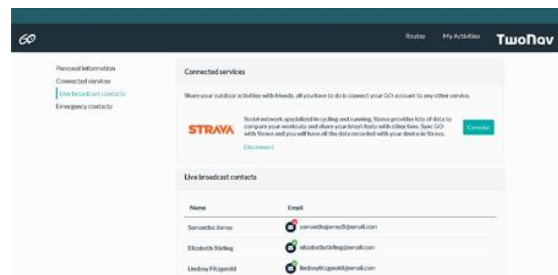 GO
Routes
My Activities
TwoNav
Personal information
Connected services
Live broadcast contacts
Emergency contacts
Connected services
Share your outdoor activities with friends, all you have to do is connect your GO account to any other service.
STRAVA
Social network specialized in cycling and running, Strava provides lots of data to
compare your workouts and share your latest feats with other fans. Sync GO
with Strava and you will have all the data recorded with your device in Strava.
Disconnect
Live broadcast contacts
Name
Email
Samantha James
Elizabeth Stirling
Lindsey Fitzgerald